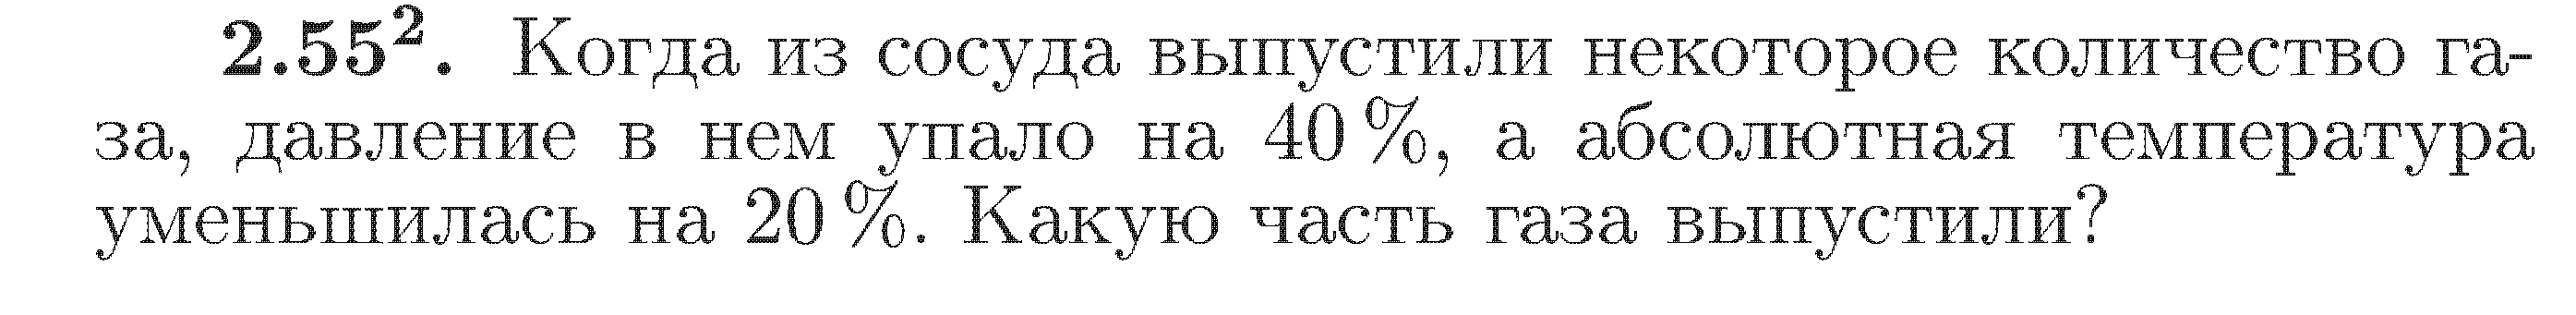 2.55². Когда из сосуда выпустили некоторое количество га-
за, давление в нем упало на 40 %, а абсолютная температура
уменьшилась на 20 %. Какую часть газа выпустили?